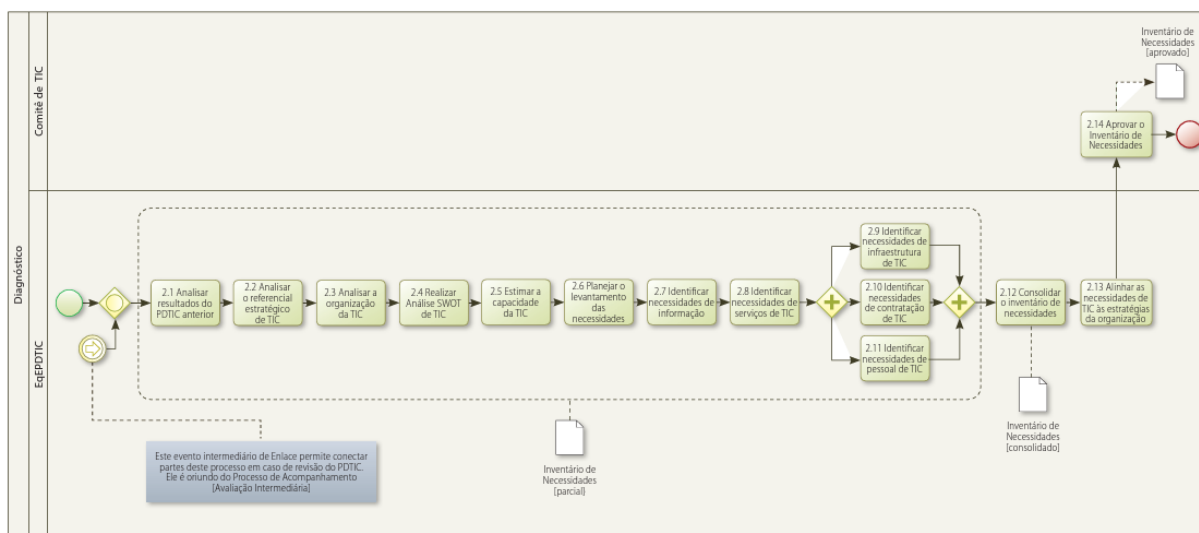 Diagnóstico
Comitê de TIC
EqEPDTIC
Inventário de
Necessidades
[aprovado]
2.14 Aprovar o
Inventário de
Necessidades
2.1 Analisar
resultados do
PDTIC anterior
2.2 Analisar
o referencial
estratégico
de TIC
2.3 Analisar a
organização
da TIC
2.4 Realizar
Análise SWOT
de TIC
2.5 Estimar a
capacidade
da TIC
2.6 Planejar o
levantamento
das
necessidades
2.7 Identificar
necessidades de
informação
2.8 Identificar
necessidades de
serviços de TIC
2.9 Identificar
necessidades de
infraestrutura
de TIC
2.10 Identificar
necessidades
de contratação
de TIC
2.11 Identificar
necessidades de
pessoal de TIC
2.12 Consolidar
o inventário de
necessidades
2.13 Alinhar as
necessidades de
TIC às estratégias
da organização
Este evento intermediário de Enlace permite conectar
partes deste processo em caso de revisão do PDTIC.
Ele é oriundo do Processo de Acompanhamento
[Avaliação Intermediária]
Inventário de
Necessidades
[parcial)
Inventário de
Necessidades
[consolidado]